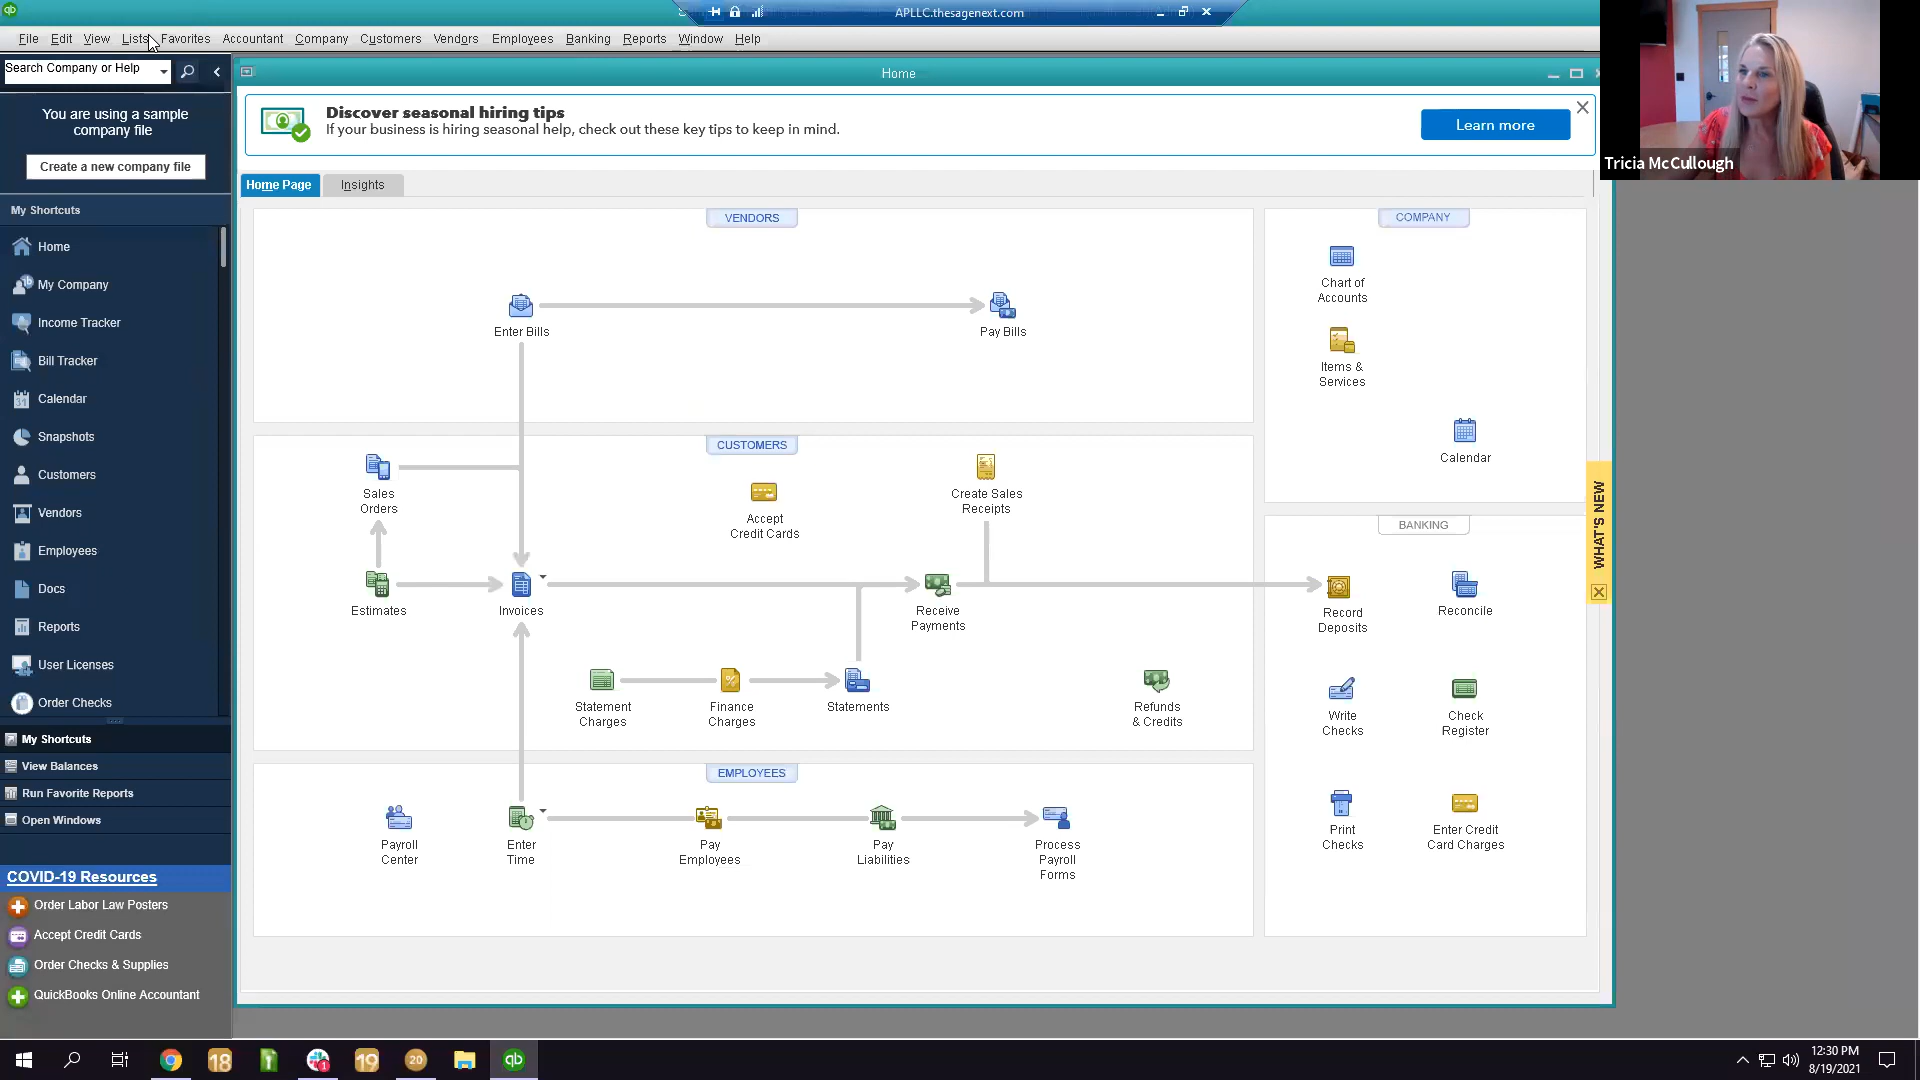 APLLC.thesagenext.com
File Edit View Lists Favorites Accountant Company Customers Vendors Employees Banking Reports Window Help
Search Company or Help
Home
You are using a sample
company file
Create a new company file
Discover seasonal hiring tips
If your business is hiring seasonal help, check out these key tips to keep in mind.
Learn more
Tricia McCullough
Home Page Insights
My Shortcuts
Home
My Company
Income Tracker
Bill Tracker
Calendar
Snapshots
Customers
Vendors
Employees
Docs
Reports
User Licenses
Order Checks
My Shortcuts
View Balances
Run Favorite Reports
Open Windows
COVID-19 Resources
Order Labor Law Posters
Accept Credit Cards
Order Checks & Supplies
QuickBooks Online Accountant
VENDORS
Enter Bills
Pay Bills
CUSTOMERS
Sales
Orders
Accept
Credit Cards
Create Sales
Receipts
Estimates
Invoices
Receive
Payments
Statement
Charges
Finance
Charges
Statements
Refunds
& Credits
EMPLOYEES
Payroll
Center
Enter
Time
Pay
Employees
Pay
Liabilities
Process
Payroll
Forms
COMPANY
Chart of
Accounts
Items &
Services
Calendar
BANKING
Record
Deposits
Reconcile
Write
Checks
Check
Register
Print
Checks
Enter Credit
Card Charges
WHAT'S NEW
qb
18
1
19
20
qb
12:30 PM
8/19/2021